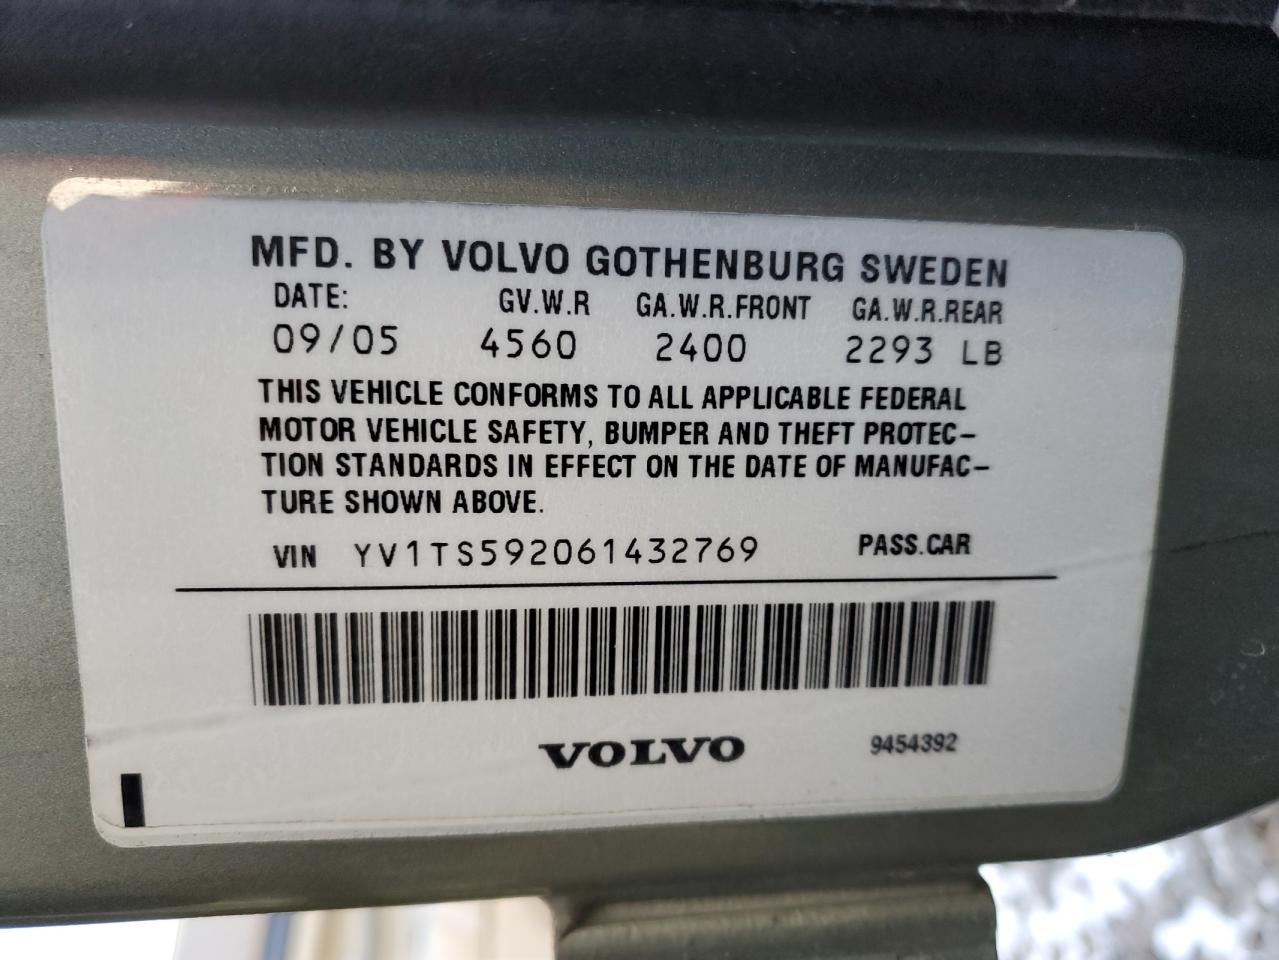 MFD. BY VOLVO GOTHENBURG SWEDEN
DATE: GV.W.R GA.W.R.FRONT GA.W.R.REAR
09/05 4560 2400 2293 LB
THIS VEHICLE CONFORMS TO ALL APPLICABLE FEDERAL
MOTOR VEHICLE SAFETY, BUMPER AND THEFT PROTEC-
TION STANDARDS IN EFFECT ON THE DATE OF MANUFAC-
TURE SHOWN ABOVE.
VIN YV1TS592061432769 PASS.CAR
VOLVO 9454392